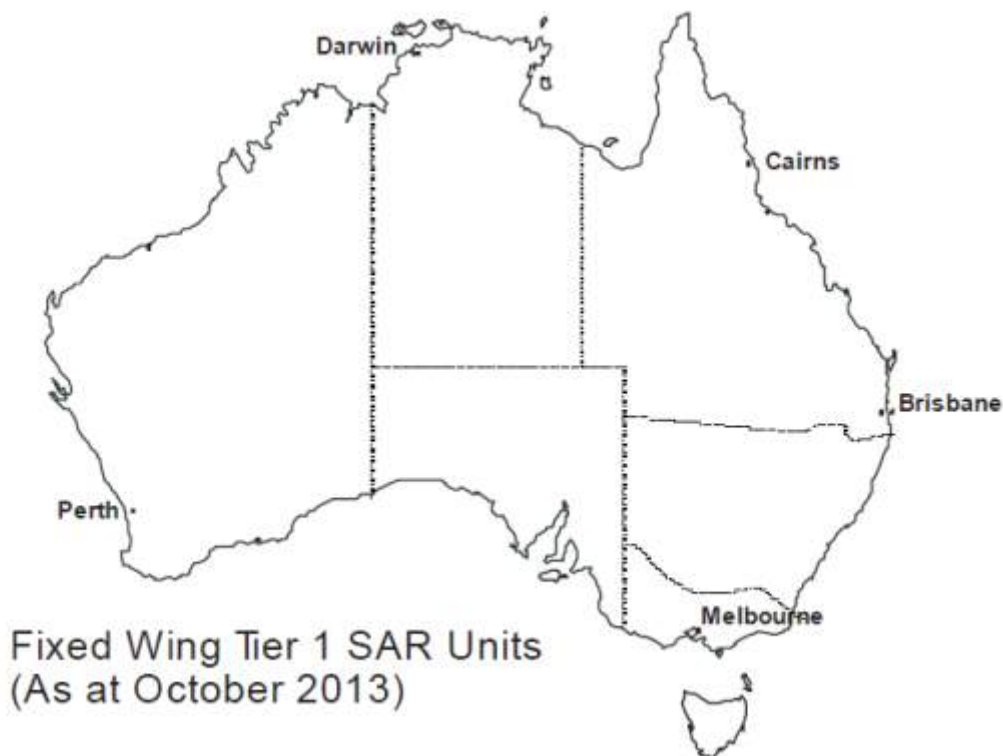 Darwin
Cairns
Brisbane
Perth
Melbourne
Fixed Wing Tier 1 SAR Units
(As at October 2013)